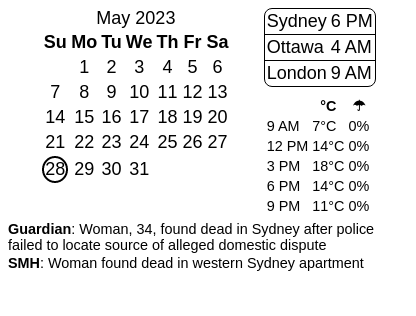 May 2023
Su Mo Tu We Th Fr Sa
1 2 3 4 5 6
7 8 9 10 11 12 13
14 15 16 17 18 19 20
21 22 23 24 25 26 27
28 29 30 31
Sydney 6 PM
Ottawa 4 AM
London 9 AM
°C ☂
9 AM 7°C 0%
12 PM 14°C 0%
3 PM 18°C 0%
6 PM 14°C 0%
9 PM 11°C 0%
Guardian: Woman, 34, found dead in Sydney after police
failed to locate source of alleged domestic dispute
SMH: Woman found dead in western Sydney apartment